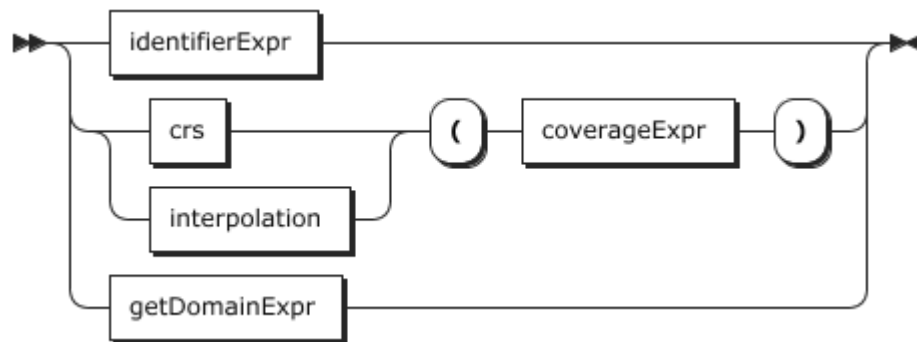 identifierExpr
crs ( coverageExpr )
interpolation
getDomainExpr